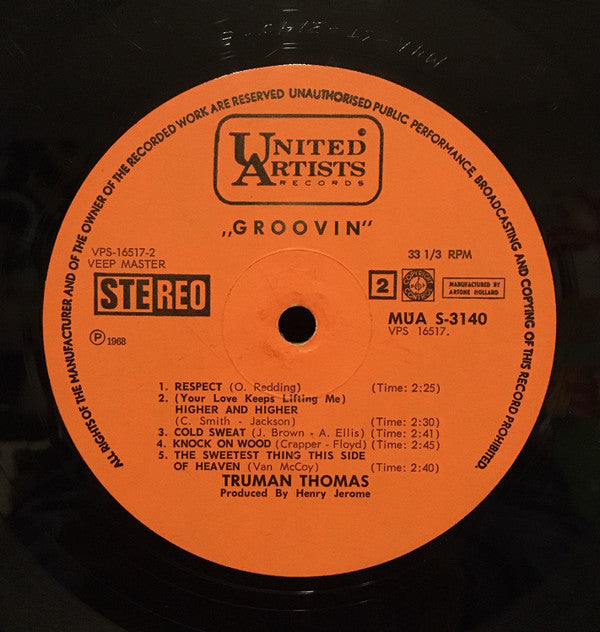 ALL RIGHTS OF THE MANUFACTURER AND OF THE OWNER OF THE RECORDED WORK ARE RESERVED UNAUTHORISED PUBLIC PERFORMANCE, BROADCASTING AND COPYING OF THIS RECORD PROHIBITED.
UNITED
ARTISTS
RECORDS
„GROOVIN"
VPS-16517-2
VEEP MASTER
33 1/3 RPM
STEREO
2
MANUFACTURED BY
ARTONE HOLLAND
MUA S-3140
VPS 16517.
Ⓟ 1968
1. RESPECT (O. Redding) (Time: 2:25)
2. (Your Love Keeps Lifting Me)
HIGHER AND HIGHER
(C. Smith - Jackson) (Time: 2:30)
3. COLD SWEAT (J. Brown - A. Ellis) (Time: 2:41)
4. KNOCK ON WOOD (Crapper - Floyd) (Time: 2:45)
5. THE SWEETEST THING THIS SIDE
OF HEAVEN (Van McCoy) (Time: 2:40)
TRUMAN THOMAS
Produced By Henry Jerome